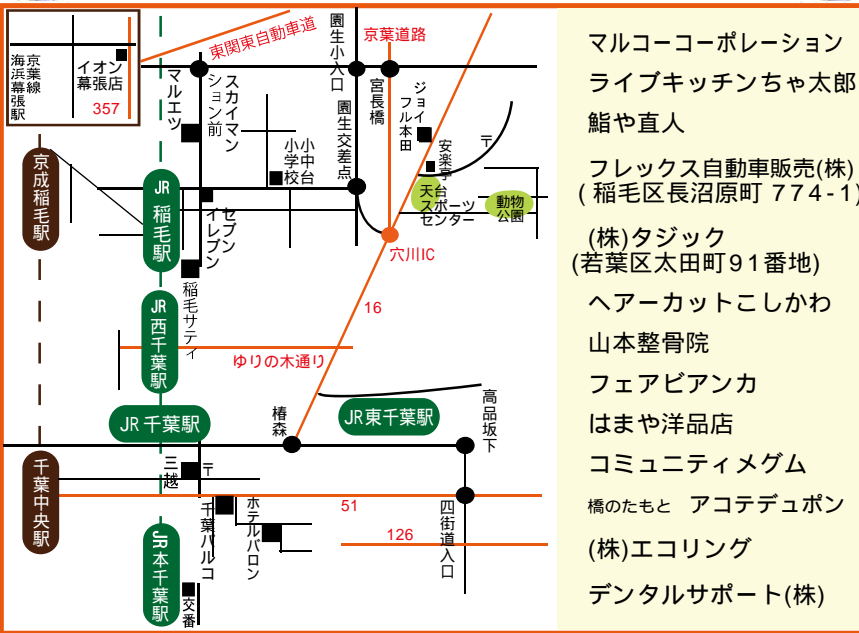 東関東自動車道
京葉道路
園生小入口
京葉線
海浜幕張駅
イオン
幕張店
357
マルエツ
スカイマン
ション前
小中台
小学校
園生交差点
宮長橋
ジョイ
フル本田
安楽亭
〒
天台
スポーツ
センター
動物
公園
京成稲毛駅
JR稲毛駅
セブン
イレブン
穴川IC
稲毛サティ
16
JR西千葉駅
ゆりの木通り
JR千葉駅
椿森
JR東千葉駅
高品坂下
三越
〒
千葉中央駅
千葉パルコ
ホテルバロン
51
126
四街道入口
JR本千葉駅
交番
マルコーコーポレーション
ライブキッチンちゃ太郎
鮨や直人
フレックス自動車販売(株)
(稲毛区長沼原町 774-1)
(株)タジック
(若葉区太田町91番地)
ヘアーカットこしかわ
山本整骨院
フェアビアンカ
はまや洋品店
コミュニティメグム
橋のたもと アコテデュポン
(株)エコリング
デンタルサポート(株)